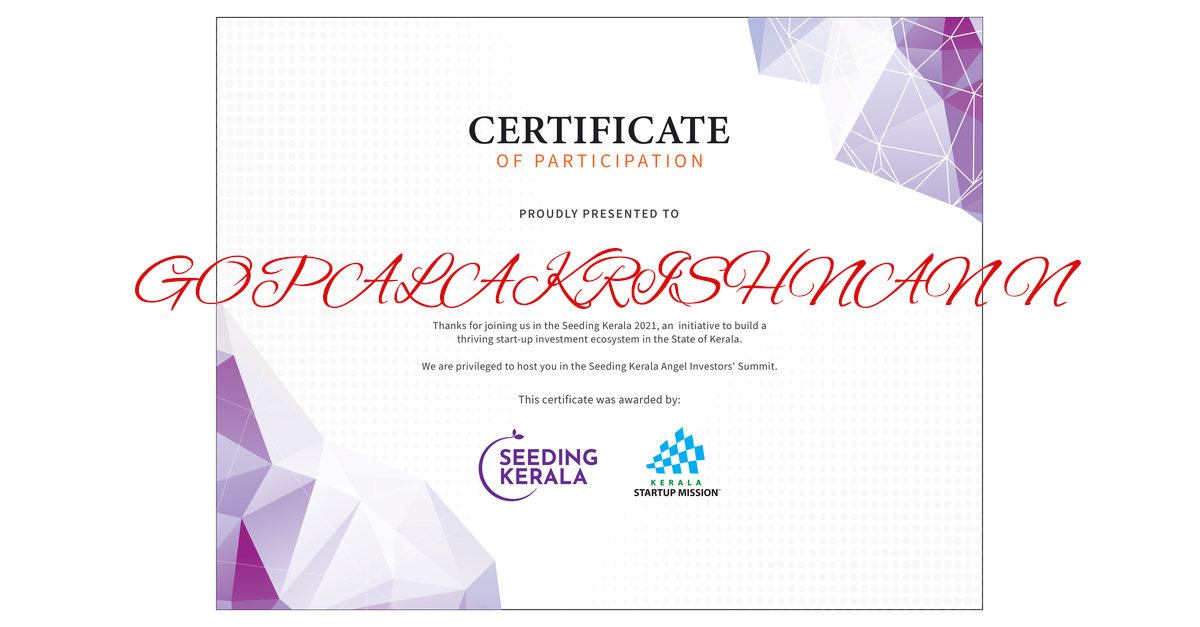 CERTIFICATE
OF PARTICIPATION
PROUDLY PRESENTED TO
GOPALAKRISHNAN N
Thanks for joining us in the Seeding Kerala 2021, an initiative to build a
thriving start-up investment ecosystem in the State of Kerala.
We are privileged to host you in the Seeding Kerala Angel Investors' Summit.
This certificate was awarded by:
SEEDING
KERALA
KERALA
STARTUP MISSION